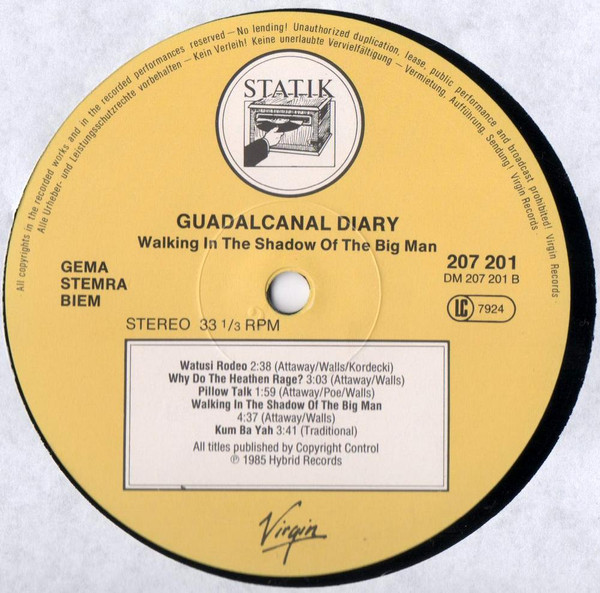 All copyrights in the recorded works and in the recorded performances reserved — No lending! Unauthorized duplication, lease, public performance and broadcast prohibited! Virgin Records
Alle Urheber- und Leistungsschutzrechte vorbehalten — Kein Verleih! Keine unerlaubte Vervielfältigung — Vermietung, Aufführung, Sendung! Virgin Records.
STATIK
GUADALCANAL DIARY
Walking In The Shadow Of The Big Man
GEMA
STEMRA
BIEM
207 201
DM 207 201 B
LC 7924
STEREO 33 1/3 RPM
Watusi Rodeo 2:38 (Attaway/Walls/Kordecki)
Why Do The Heathen Rage? 3:03 (Attaway/Walls)
Pillow Talk 1:59 (Attaway/Poe/Walls)
Walking In The Shadow Of The Big Man
4:37 (Attaway/Walls)
Kum Ba Yah 3:41 (Traditional)
All titles published by Copyright Control
℗ 1985 Hybrid Records
Virgin